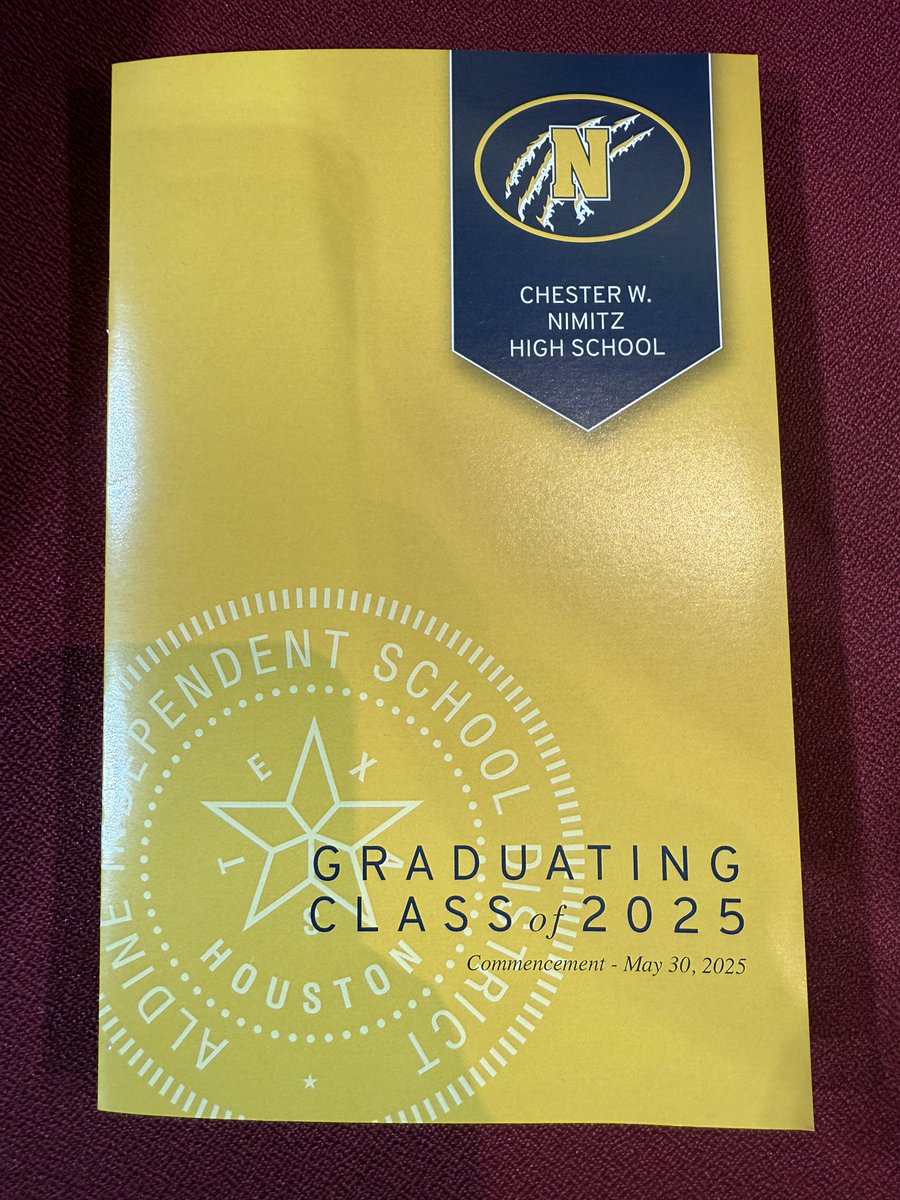 N
CHESTER W.
NIMITZ
HIGH SCHOOL
ALDINE INDEPENDENT SCHOOL DISTRICT
TEXAS
HOUSTON
GRADUATING
CLASS of 2025
Commencement - May 30, 2025